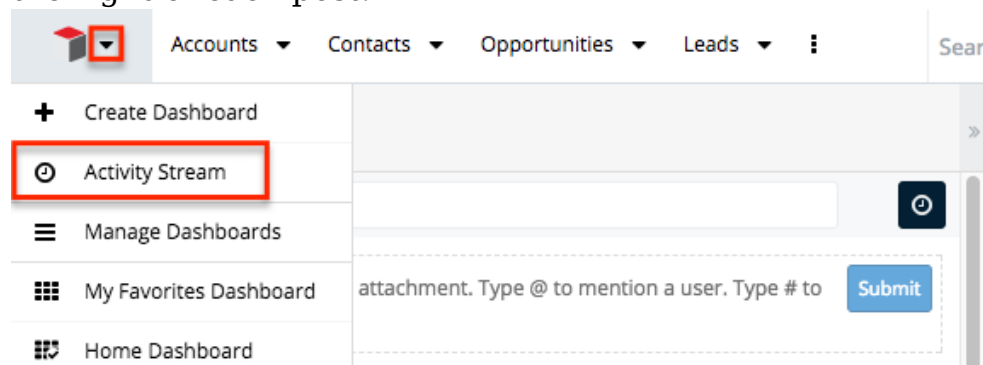 Accounts Contacts Opportunities Leads Sear
Create Dashboard
Activity Stream
Manage Dashboards
My Favorites Dashboard
attachment. Type @ to mention a user. Type # to Submit
Home Dashboard